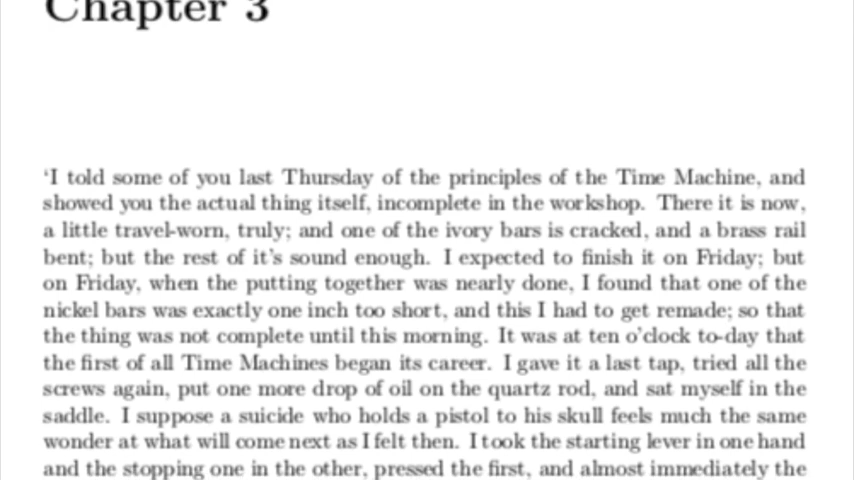 Chapter 3
‘I told some of you last Thursday of the principles of the Time Machine, and
showed you the actual thing itself, incomplete in the workshop. There it is now,
a little travel-worn, truly; and one of the ivory bars is cracked, and a brass rail
bent; but the rest of it’s sound enough. I expected to finish it on Friday; but
on Friday, when the putting together was nearly done, I found that one of the
nickel bars was exactly one inch too short, and this I had to get remade; so that
the thing was not complete until this morning. It was at ten o’clock to-day that
the first of all Time Machines began its career. I gave it a last tap, tried all the
screws again, put one more drop of oil on the quartz rod, and sat myself in the
saddle. I suppose a suicide who holds a pistol to his skull feels much the same
wonder at what will come next as I felt then. I took the starting lever in one hand
and the stopping one in the other, pressed the first, and almost immediately the